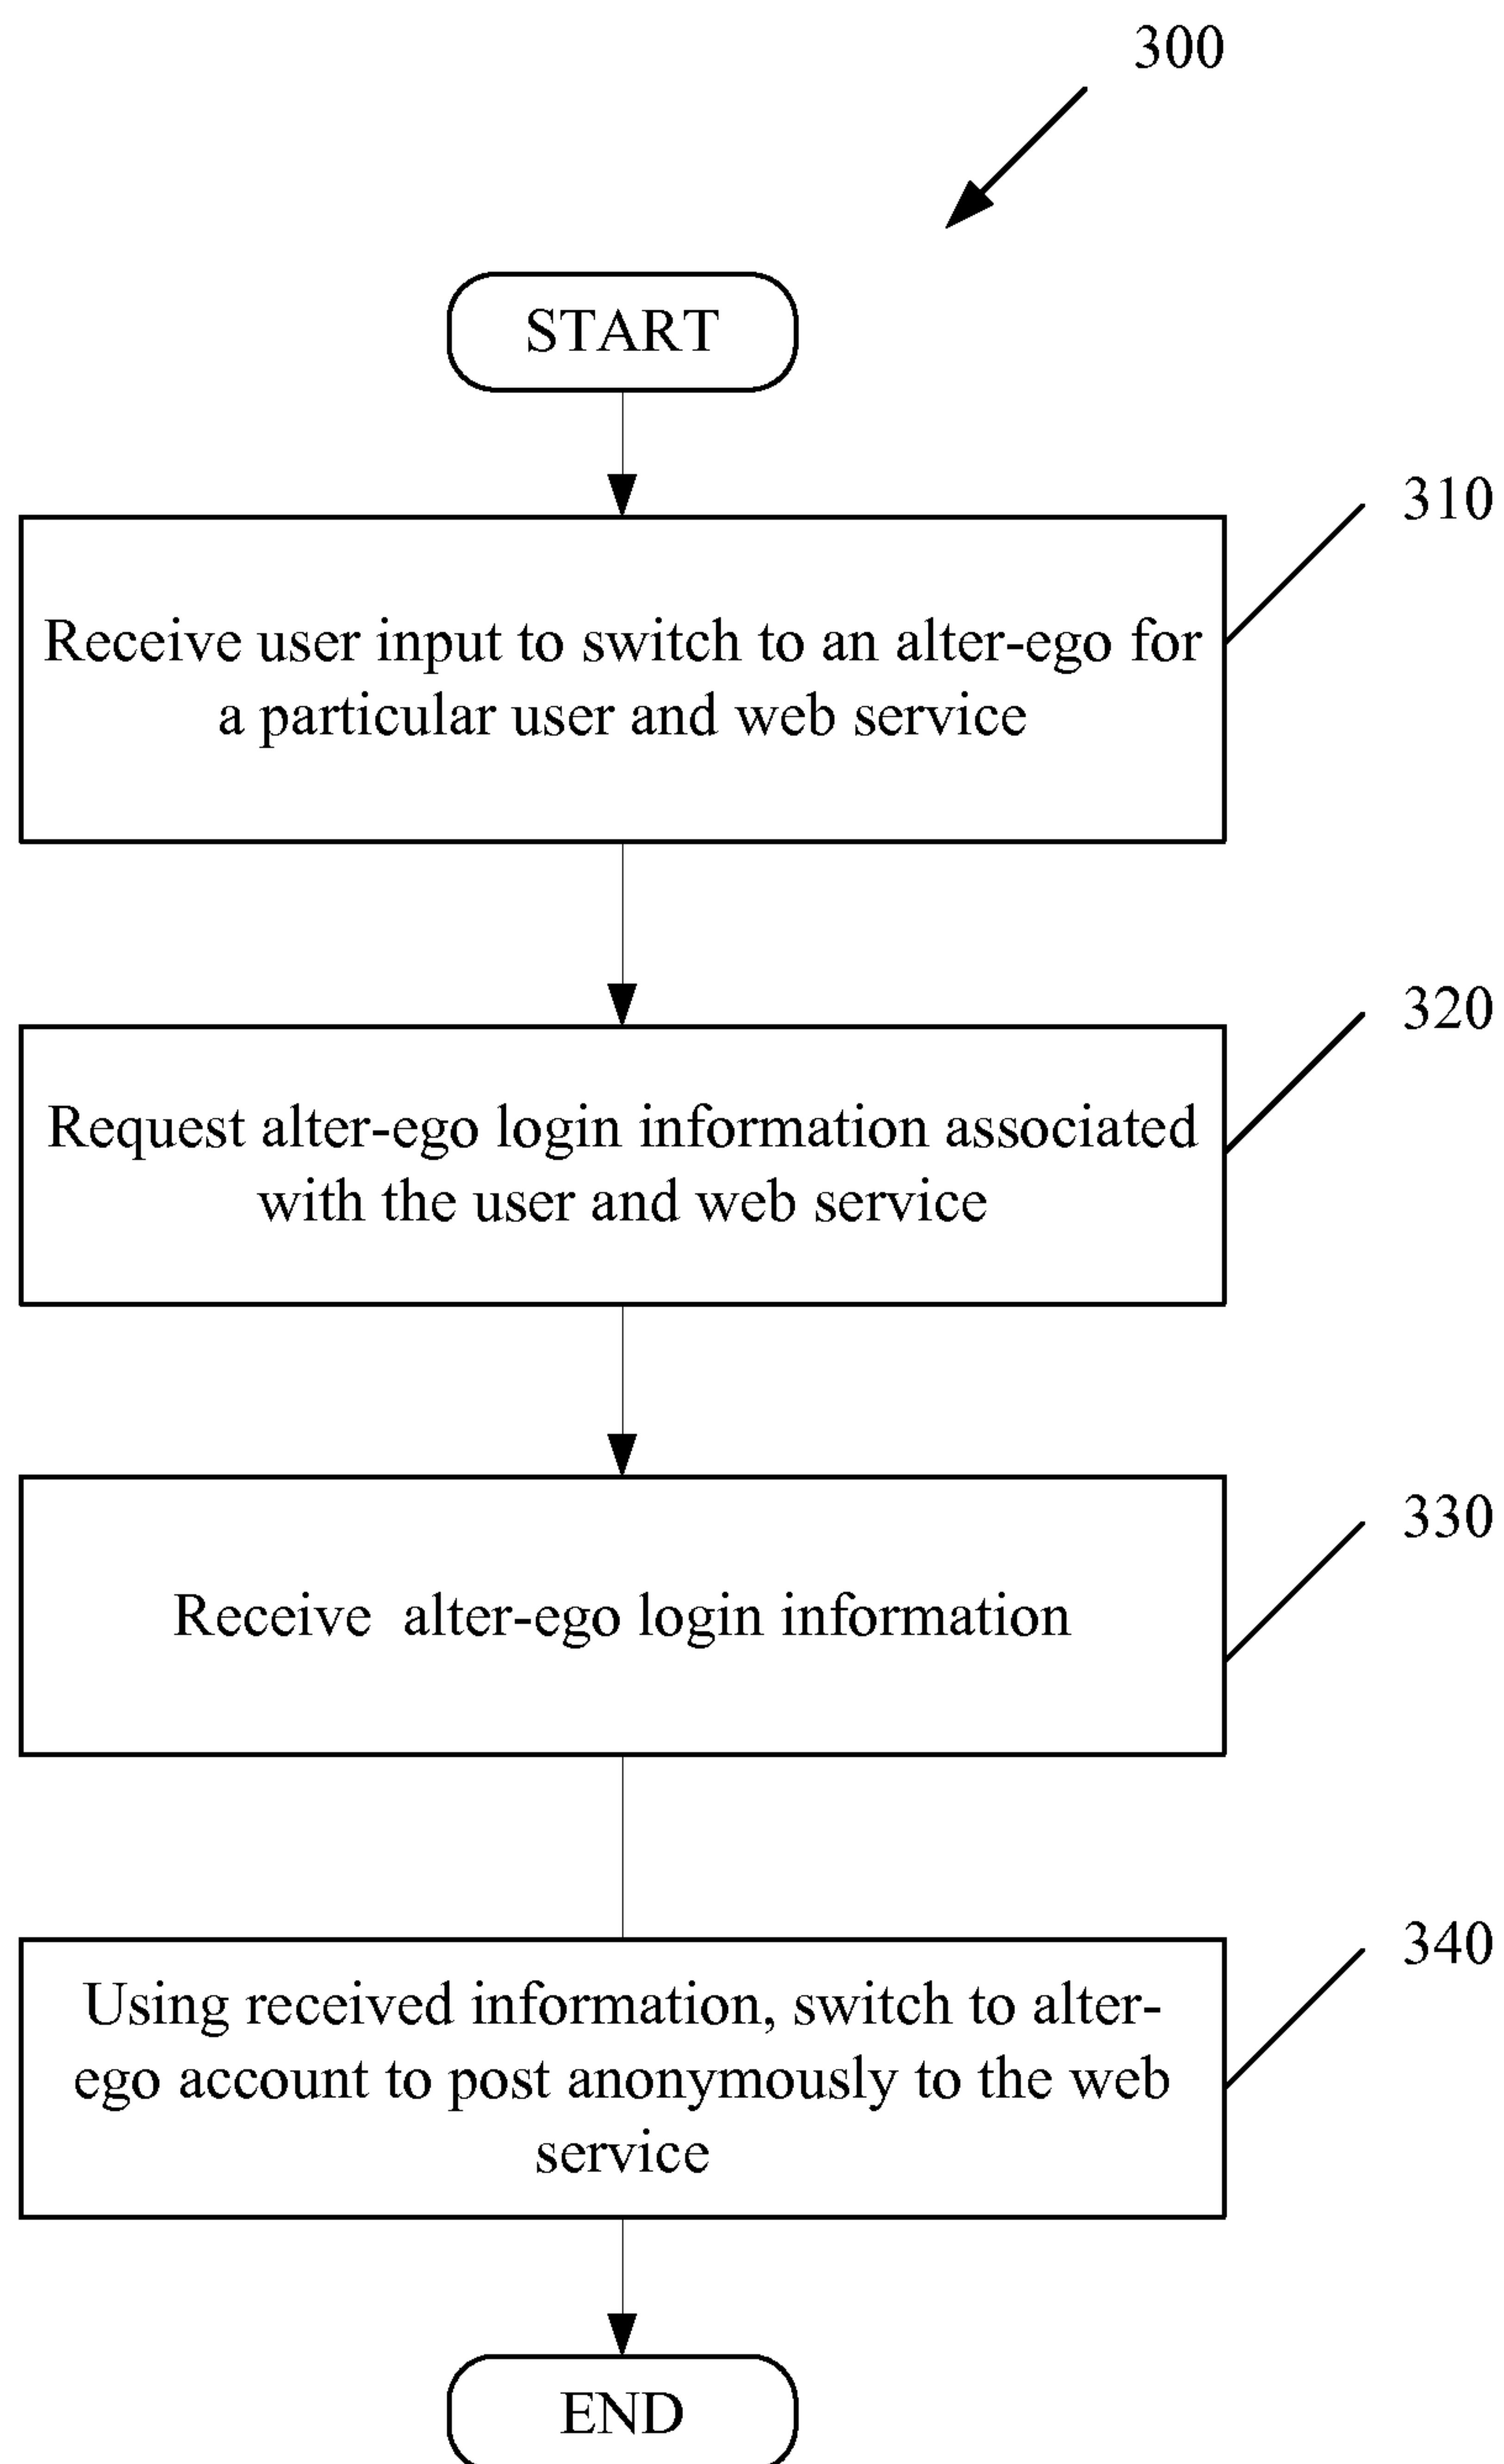 300
START
310
Receive user input to switch to an alter-ego for
a particular user and web service
320
Request alter-ego login information associated
with the user and web service
330
Receive alter-ego login information
340
Using received information, switch to alter-
ego account to post anonymously to the web
service
END